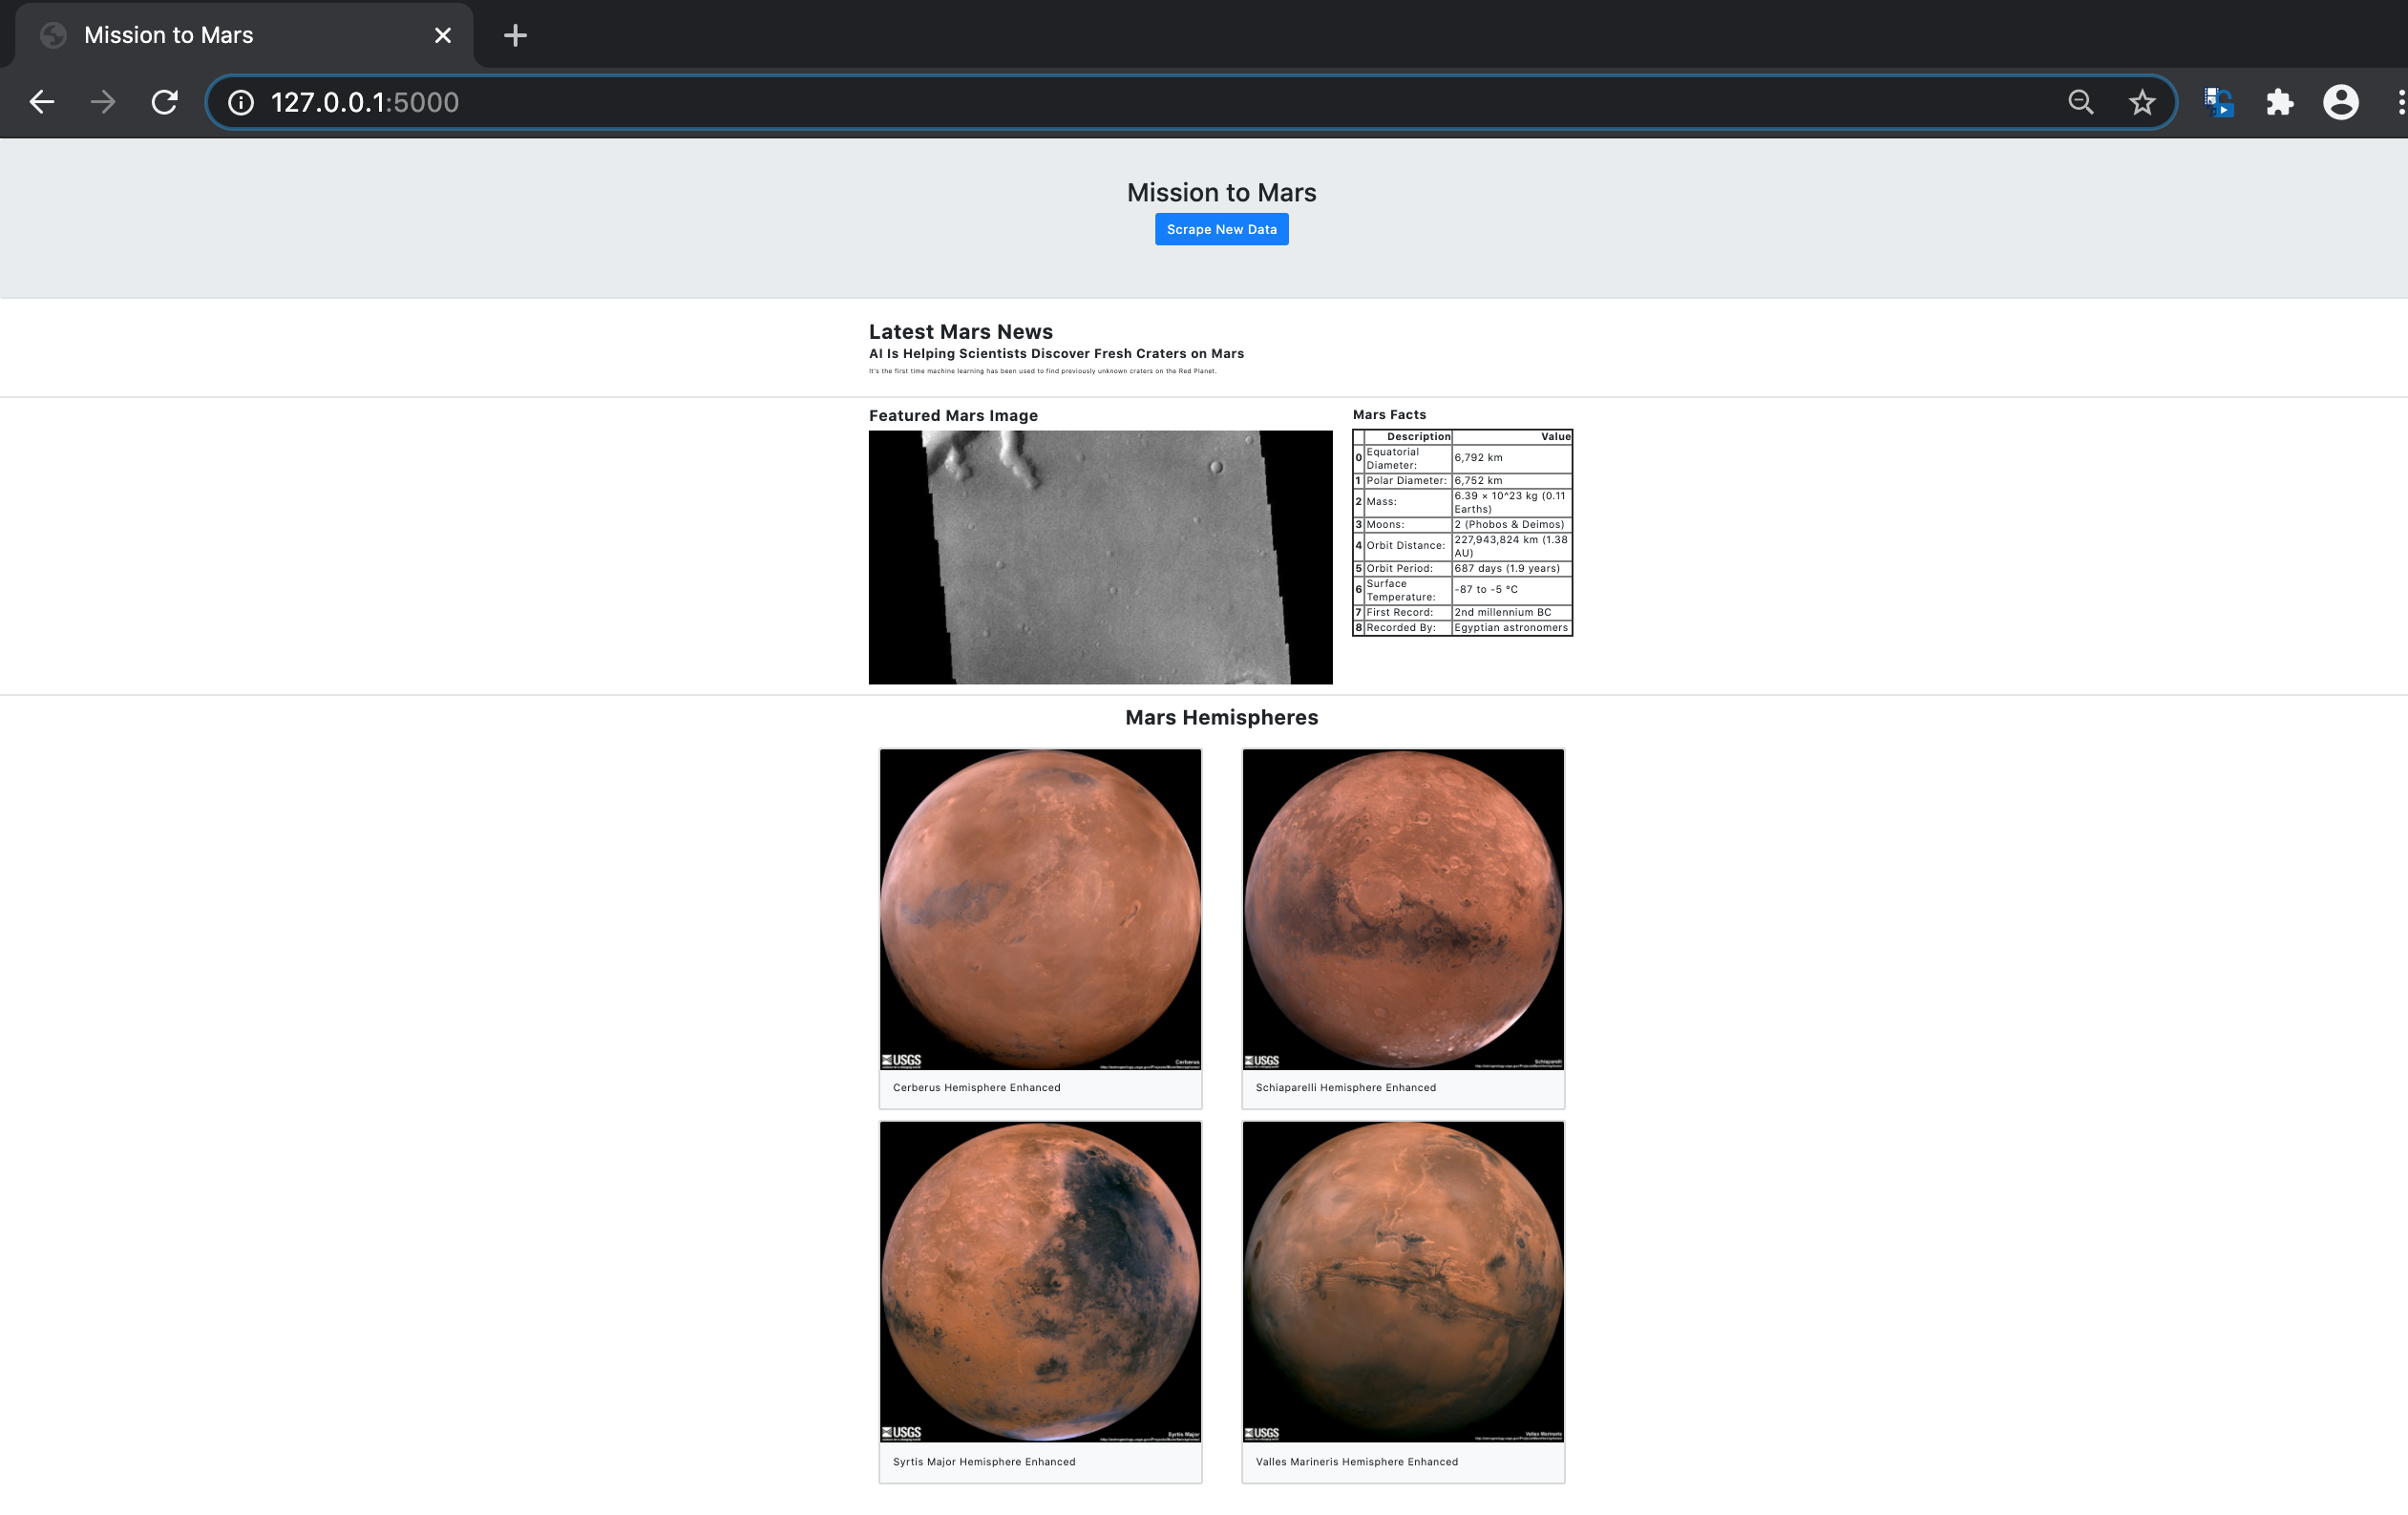 Mission to Mars
127.0.0.1:5000
Mission to Mars
Scrape New Data
Latest Mars News
AI Is Helping Scientists Discover Fresh Craters on Mars
It's the first time machine learning has been used to find previously unknown craters on the Red Planet.
Featured Mars Image
Mars Facts
Description Value
0 Equatorial Diameter: 6,792 km
1 Polar Diameter: 6,752 km
2 Mass: 6.39 × 10^23 kg (0.11 Earths)
3 Moons: 2 (Phobos & Deimos)
4 Orbit Distance: 227,943,824 km (1.38 AU)
5 Orbit Period: 687 days (1.9 years)
6 Surface Temperature: -87 to -5 °C
7 First Record: 2nd millennium BC
8 Recorded By: Egyptian astronomers
Mars Hemispheres
USGS
Cerberus
USGS
Schiaparelli
Cerberus Hemisphere Enhanced
Schiaparelli Hemisphere Enhanced
USGS
Syrtis Major
USGS
Valles Marineris
Syrtis Major Hemisphere Enhanced
Valles Marineris Hemisphere Enhanced